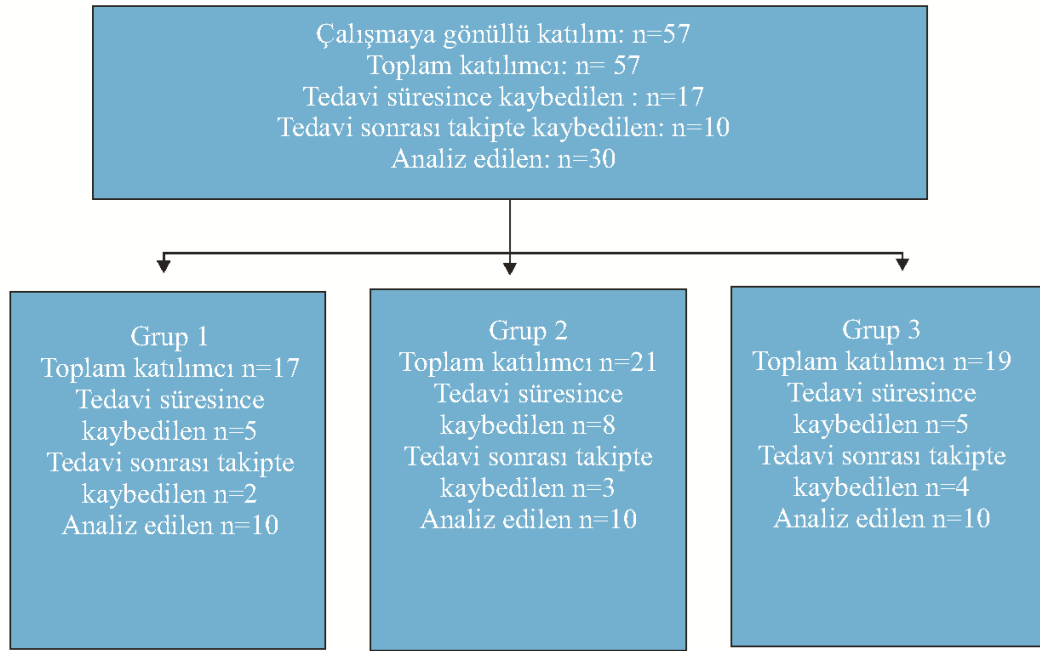 Çalışmaya gönüllü katılım: n=57
Toplam katılımcı: n= 57
Tedavi süresince kaybedilen : n=17
Tedavi sonrası takipte kaybedilen: n=10
Analiz edilen: n=30
Grup 1
Toplam katılımcı n=17
Tedavi süresince
kaybedilen n=5
Tedavi sonrası takipte
kaybedilen n=2
Analiz edilen n=10
Grup 2
Toplam katılımcı n=21
Tedavi süresince
kaybedilen n=8
Tedavi sonrası takipte
kaybedilen n=3
Analiz edilen n=10
Grup 3
Toplam katılımcı n=19
Tedavi süresince
kaybedilen n=5
Tedavi sonrası takipte
kaybedilen n=4
Analiz edilen n=10